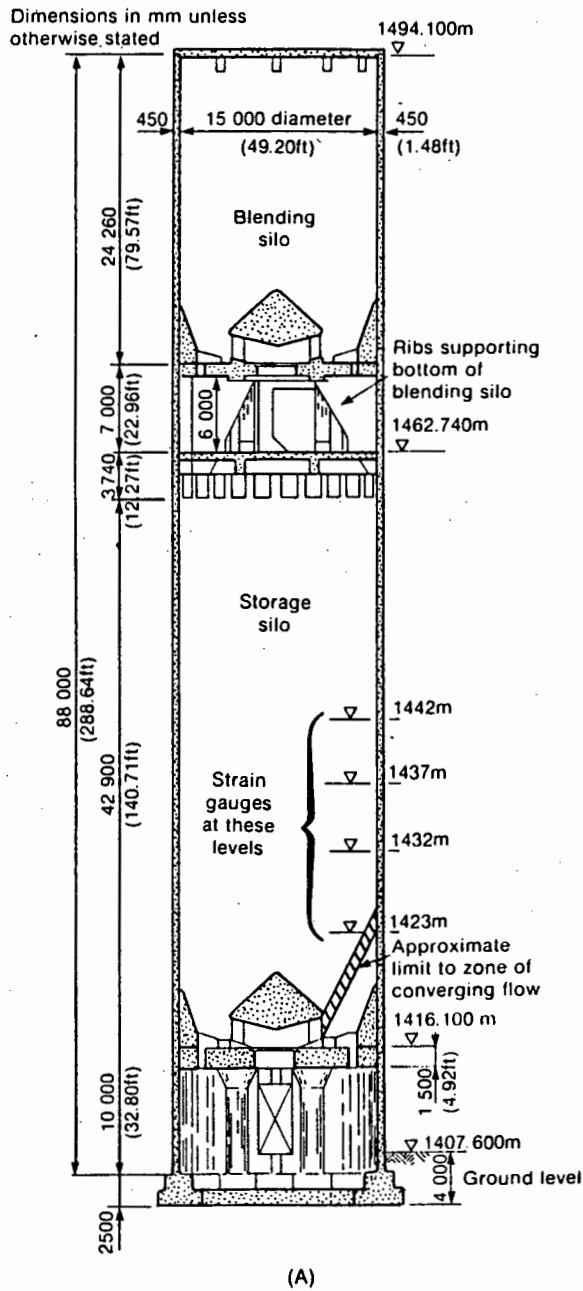 Dimensions in mm unless
otherwise stated
1494.100m
450
15 000 diameter
(49.20ft)
450
(1.48ft)
24 260
(79.57ft)
Blending
silo
Ribs supporting
bottom of
blending silo
7 000
(22.96ft)
6 000
1462.740m
3 740
(12.27ft)
Storage
silo
88 000
(288.64ft)
42 900
(140.71ft)
1442m
Strain
gauges
at these
levels
1437m
1432m
1423m
Approximate
limit to zone of
converging flow
1416.100 m
1 500
(4.92ft)
10 000
(32.80ft)
1407.600m
4 000
Ground level
2500
(A)